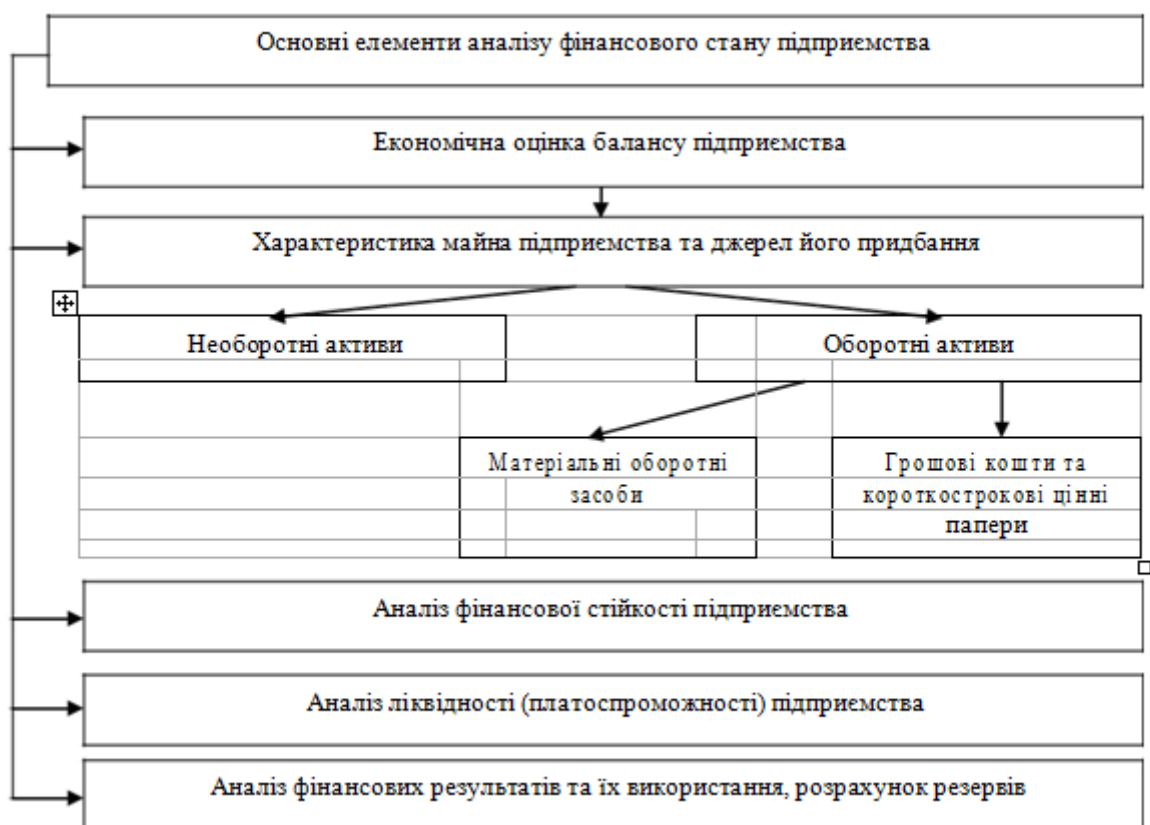 Основні елементи аналізу фінансового стану підприємства
Економічна оцінка балансу підприємства
Характеристика майна підприємства та джерел його придбання
Необоротні активи
Оборотні активи
Матеріальні оборотні
засоби
Грошові кошти та
короткострокові цінні
папери
Аналіз фінансової стійкості підприємства
Аналіз ліквідності (платоспроможності) підприємства
Аналіз фінансових результатів та їх використання, розрахунок резервів